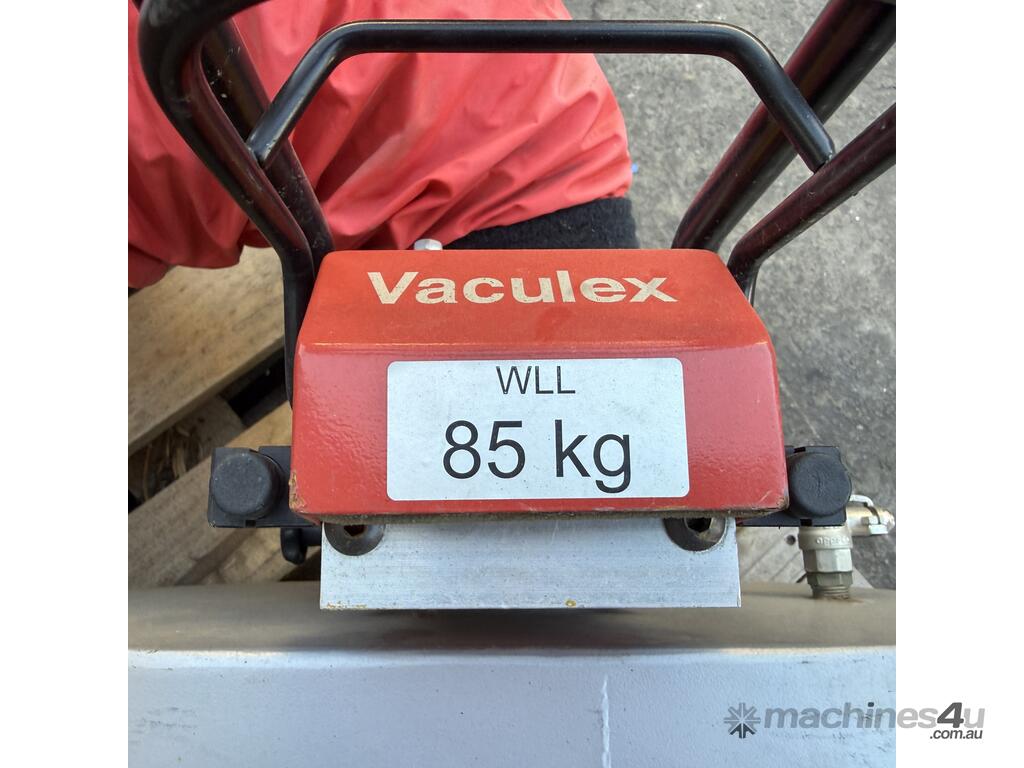 Vaculex
WLL
85 kg
machines4u
.com.au